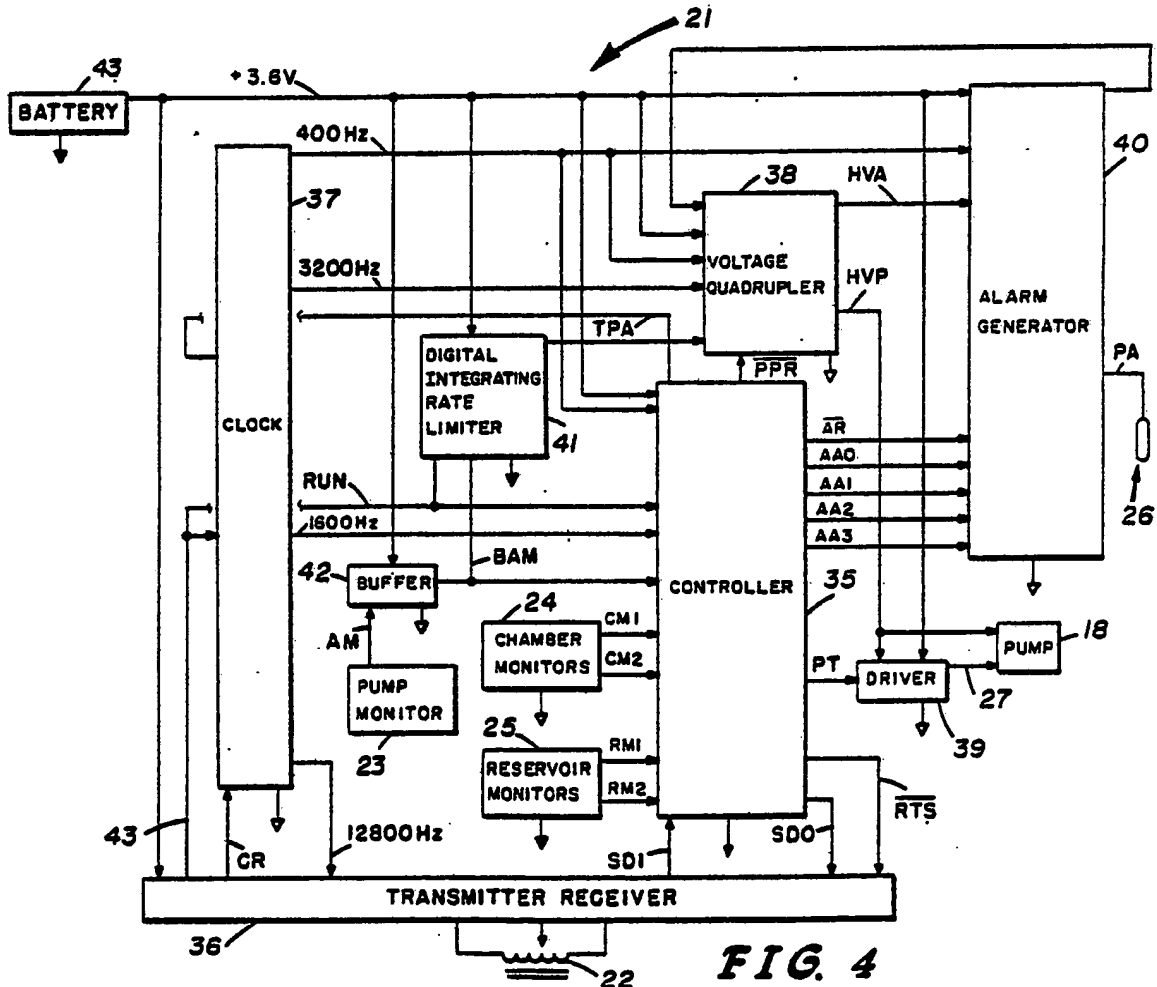 21
43
+3.6V
BATTERY
400Hz
40
37
38
HVA
3200Hz
VOLTAGE
QUADRUPLER
HVP
ALARM
GENERATOR
TPA
DIGITAL
INTEGRATING
RATE
LIMITER
PPR
PA
CLOCK
41
AR
AA0
RUN
AA1
26
1600Hz
AA2
BAM
AA3
42
BUFFER
CONTROLLER
35
24
AM
CHAMBER
MONITORS
CM1
CM2
PUMP
18
PT
DRIVER
27
PUMP
MONITOR
23
25
39
RESERVOIR
MONITORS
RM1
RM2
RTS
43
CR
12800Hz
SDI
SDO
TRANSMITTER RECEIVER
36
22
FIG. 4